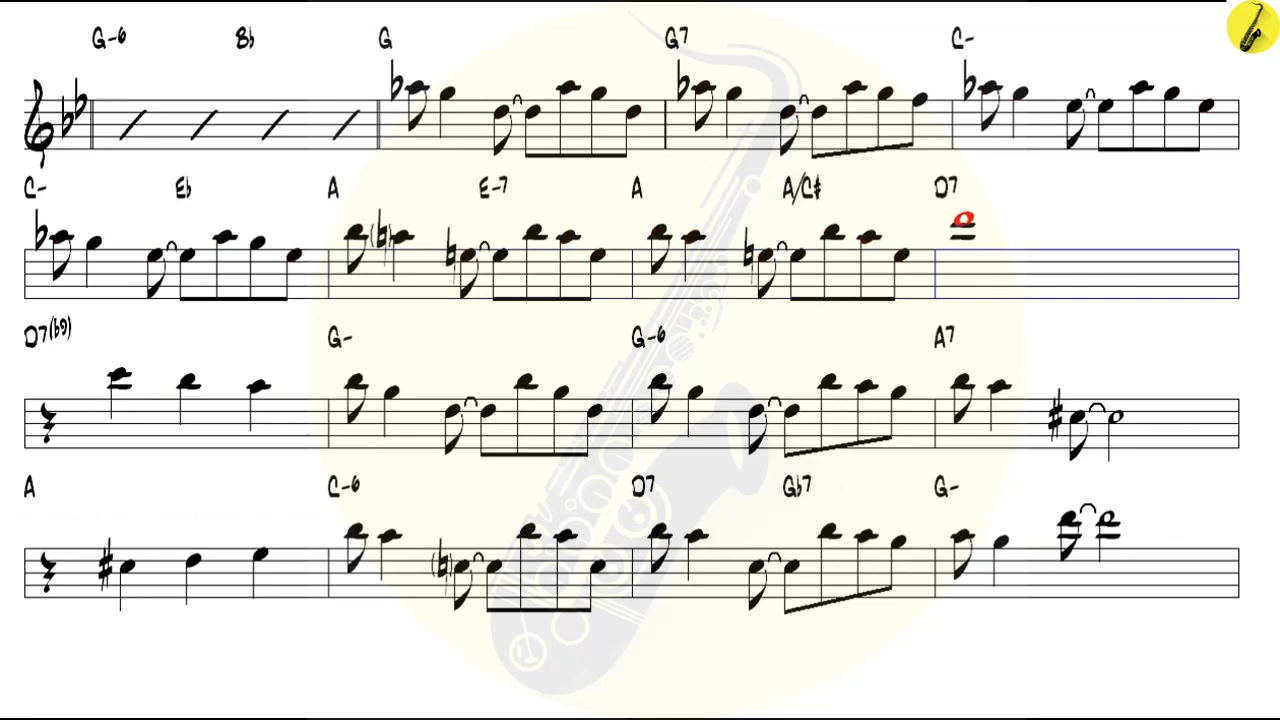 G-6 B♭ G G7 C-
C- E♭ A E-7 A A/C# D7
D7(♭9) G- G-6 A7
A C-6 D7 G♭7 G-